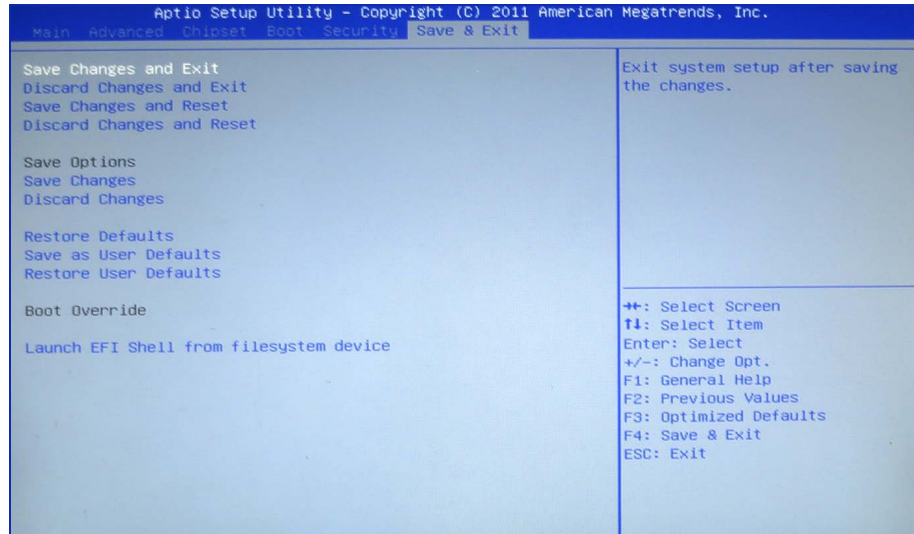 Aptio Setup Utility – Copyright (C) 2011 American Megatrends, Inc.
Main Advanced Chipset Boot Security Save & Exit
Save Changes and Exit
Discard Changes and Exit
Save Changes and Reset
Discard Changes and Reset
Save Options
Save Changes
Discard Changes
Restore Defaults
Save as User Defaults
Restore User Defaults
Boot Override
Launch EFI Shell from filesystem device
Exit system setup after saving
the changes.
→←: Select Screen
↑↓: Select Item
Enter: Select
+/-: Change Opt.
F1: General Help
F2: Previous Values
F3: Optimized Defaults
F4: Save & Exit
ESC: Exit